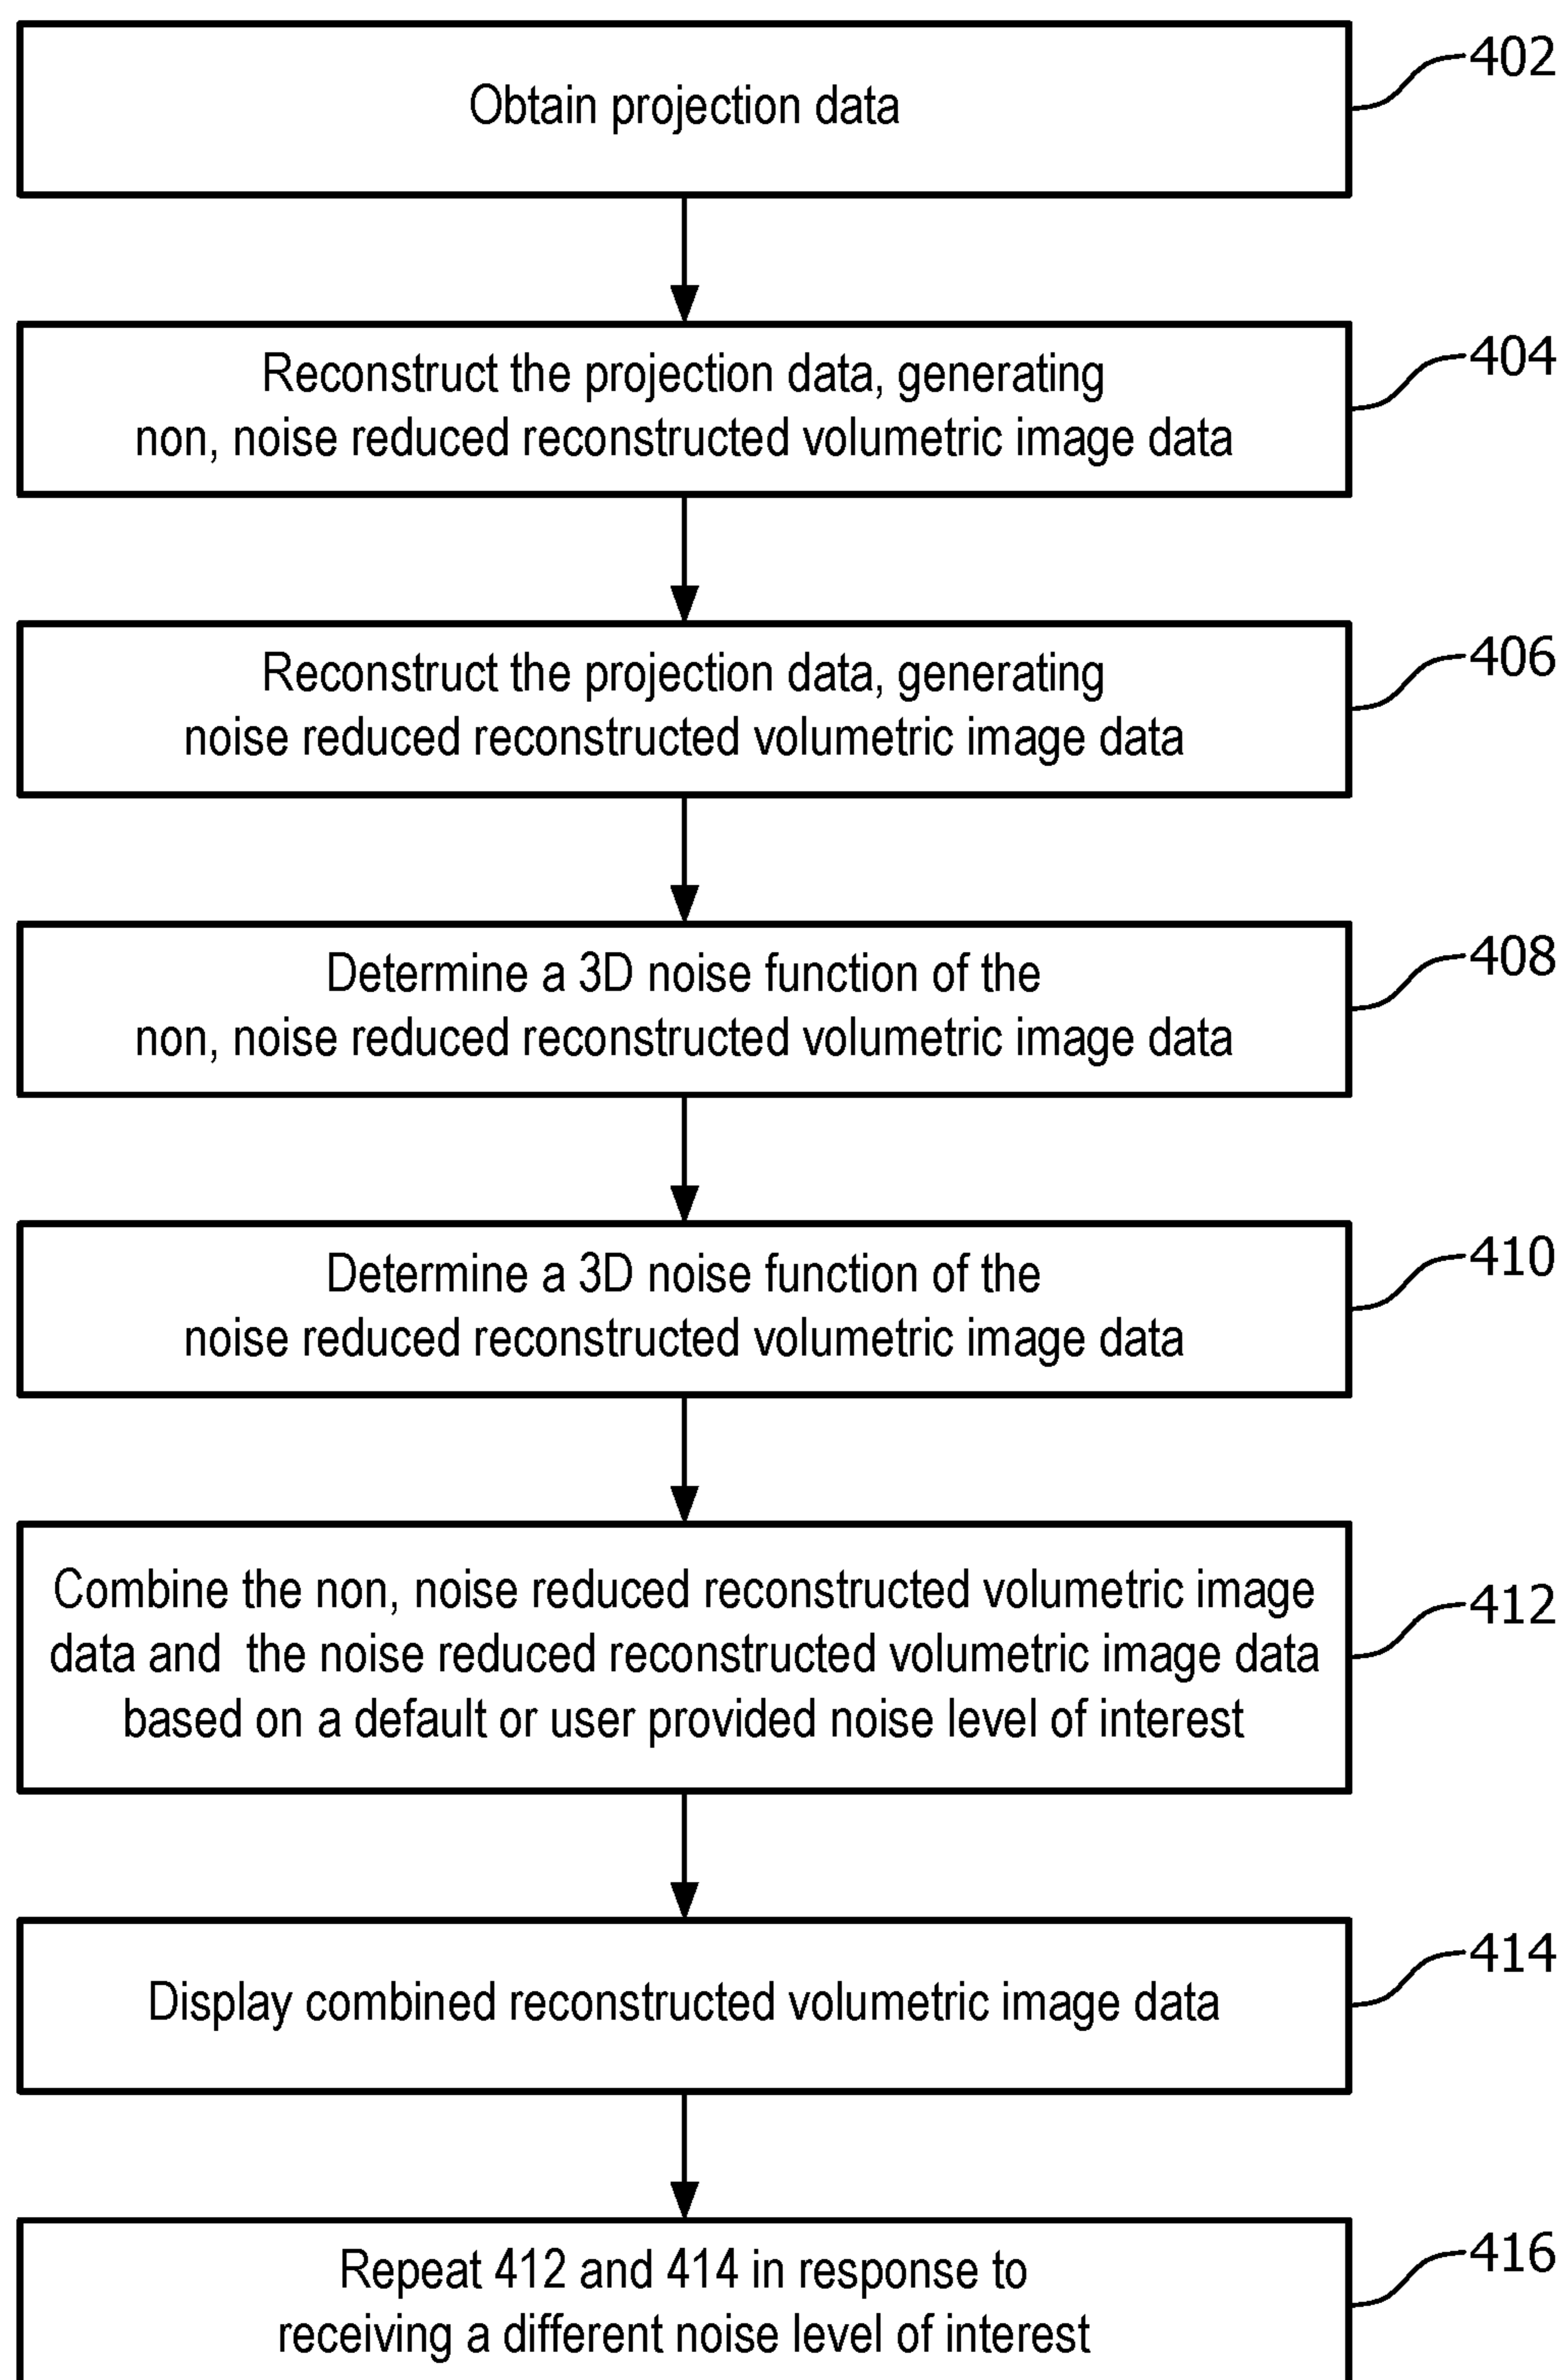 Obtain projection data
402
Reconstruct the projection data, generating
non, noise reduced reconstructed volumetric image data
404
Reconstruct the projection data, generating
noise reduced reconstructed volumetric image data
406
Determine a 3D noise function of the
non, noise reduced reconstructed volumetric image data
408
Determine a 3D noise function of the
noise reduced reconstructed volumetric image data
410
Combine the non, noise reduced reconstructed volumetric image
data and the noise reduced reconstructed volumetric image data
based on a default or user provided noise level of interest
412
Display combined reconstructed volumetric image data
414
Repeat 412 and 414 in response to
receiving a different noise level of interest
416